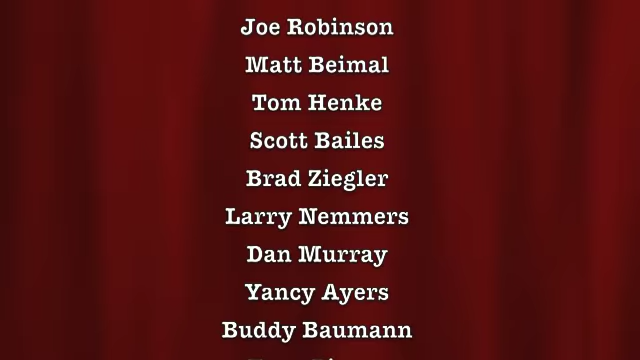 Joe Robinson
Matt Beimal
Tom Henke
Scott Bailes
Brad Ziegler
Larry Nemmers
Dan Murray
Yancy Ayers
Buddy Baumann